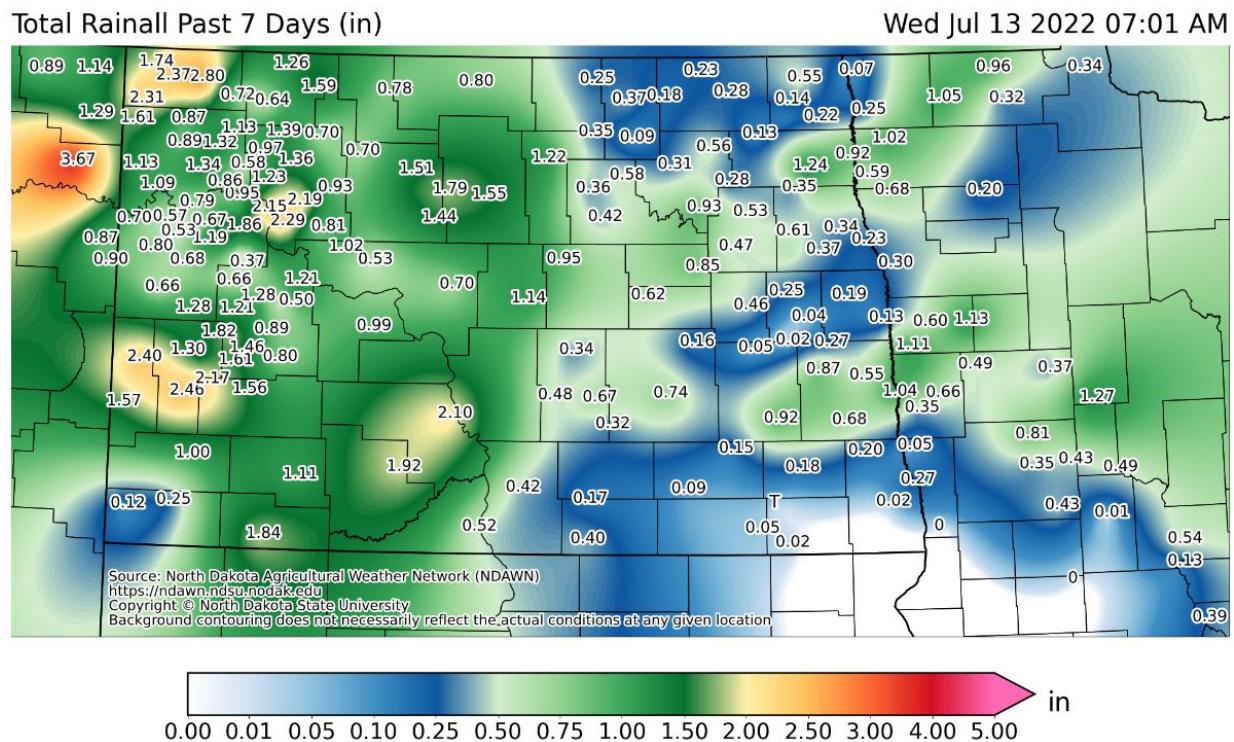 Total Rainall Past 7 Days (in) Wed Jul 13 2022 07:01 AM
0.89 1.14 1.74 1.26 0.80 0.23 0.55 0.07 0.96 0.34
2.37 2.80 1.59 0.78 0.25 0.28
2.31 0.72 0.64 0.37 0.18 0.14 1.05 0.32
1.29 1.61 0.87 0.22 0.25
1.13 1.39 0.70 0.35 0.09 0.13 1.02
0.89 1.32 0.97 0.70 0.56 0.92
3.67 1.13 1.34 0.58 1.36 1.51 1.22 0.31 1.24
1.09 0.86 1.23 0.58 0.28 0.59
0.79 0.95 0.93 1.79 1.55 0.36 0.35 0.68 0.20
2.15 2.19 0.93 0.53
0.70 0.57 0.67 1.86 2.29 0.81 1.44 0.42 0.61 0.34
0.87 0.53 1.19 0.23
0.90 0.80 0.68 0.37 1.02 0.53 0.95 0.85 0.47 0.37 0.30
0.66 0.66 1.21 0.70 0.62 0.25 0.19
1.28 1.21 1.28 0.50 1.14 0.46
1.82 0.89 0.99 0.04 0.13 0.60 1.13
2.40 1.30 1.46 0.80 0.34 0.16 0.05 0.02 0.27 1.11
1.61 0.87 0.55 0.49 0.37
2.46 2.17 1.56 0.48 0.67 0.74 1.04 0.66 1.27
1.57 2.10 0.32 0.92 0.68 0.35
1.00 0.15 0.20 0.05 0.81
1.11 1.92 0.18 0.35 0.43 0.49
0.12 0.25 0.42 0.17 0.09 T 0.02 0.27 0.43 0.01
1.84 0.52 0.40 0.05 0 0.54
0.02 0.13
0
0.39
Source: North Dakota Agricultural Weather Network (NDAWN)
https://ndawn.ndsu.nodak.edu
Copyright © North Dakota State University
Background contouring does not necessarily reflect the actual conditions at any given location
in
0.00 0.01 0.05 0.10 0.25 0.50 0.75 1.00 1.50 2.00 2.50 3.00 4.00 5.00